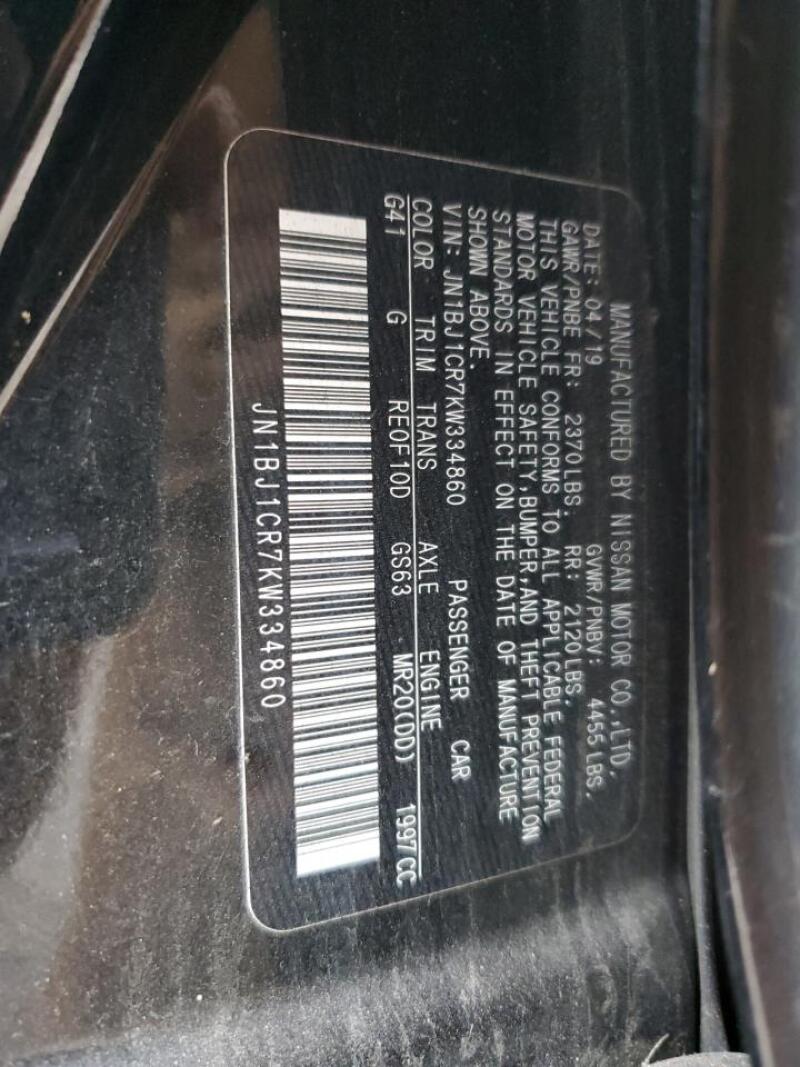 MANUFACTURED BY NISSAN MOTOR CO.,LTD.
DATE: 04/19 GVWR/PNBV: 4455 LBS.
GAWR/PNBE FR: 2370 LBS. RR: 2120 LBS.
THIS VEHICLE CONFORMS TO ALL APPLICABLE FEDERAL
MOTOR VEHICLE SAFETY,BUMPER,AND THEFT PREVENTION
STANDARDS IN EFFECT ON THE DATE OF MANUFACTURE
SHOWN ABOVE.
VIN: JN1BJ1CR7KW334860 PASSENGER CAR
COLOR TRIM TRANS AXLE ENGINE
G41 G RE0F10D GS63 MR20(DD) 1997CC
JN1BJ1CR7KW334860